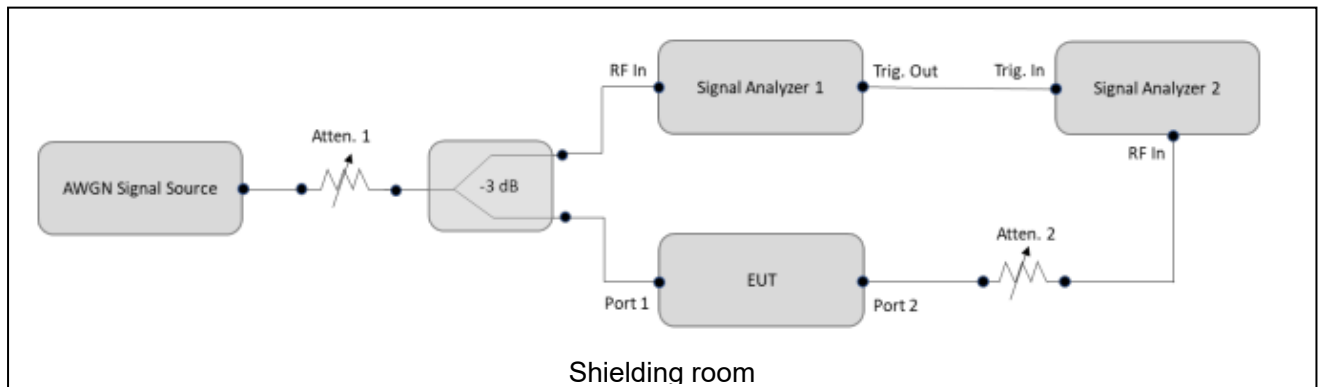 RF In
Signal Analyzer 1
Trig. Out
Trig. In
Signal Analyzer 2
Atten. 1
RF In
AWGN Signal Source
-3 dB
Atten. 2
EUT
Port 1
Port 2
Shielding room